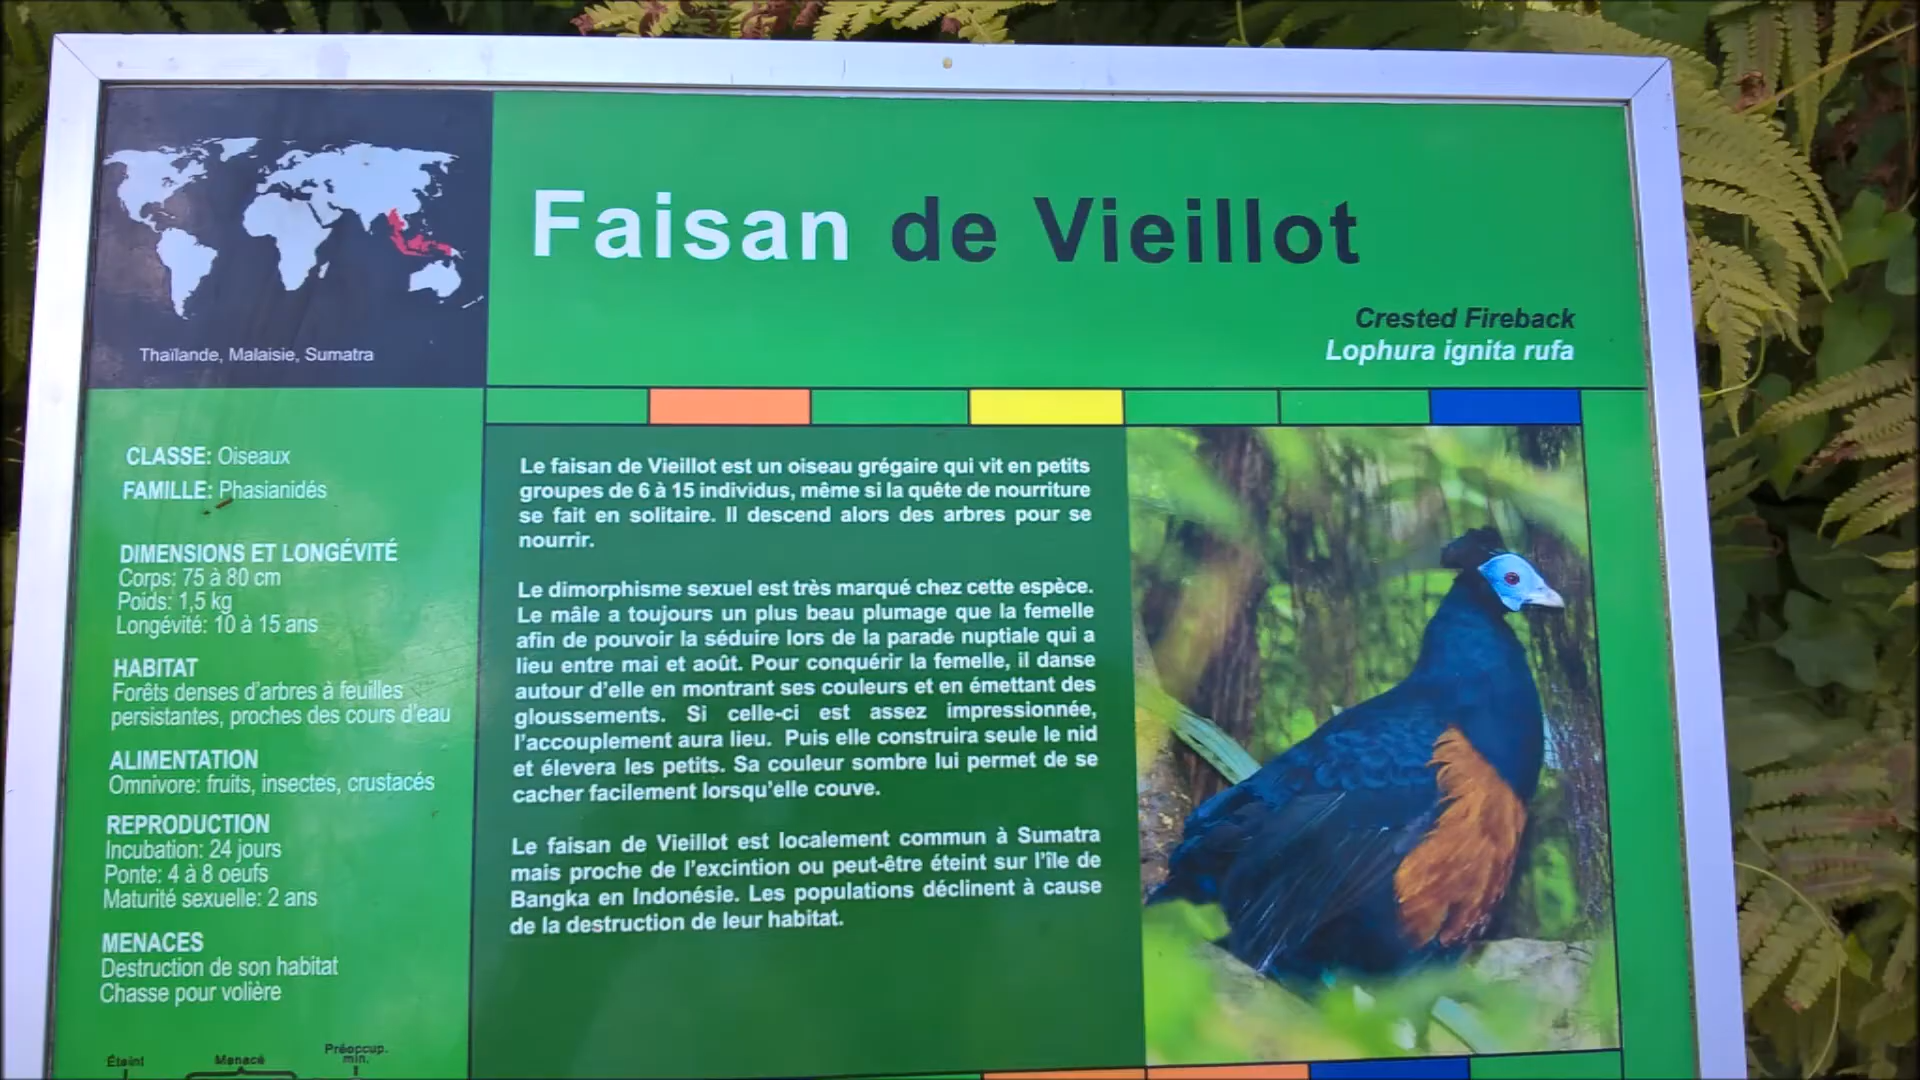 Faisan de Vieillot
Crested Fireback
Lophura ignita rufa
Thaïlande, Malaisie, Sumatra
CLASSE: Oiseaux
FAMILLE: Phasianidés
DIMENSIONS ET LONGÉVITÉ
Corps: 75 à 80 cm
Poids: 1,5 kg
Longévité: 10 à 15 ans
HABITAT
Forêts denses d'arbres à feuilles
persistantes, proches des cours d'eau
ALIMENTATION
Omnivore: fruits, insectes, crustacés
REPRODUCTION
Incubation: 24 jours
Ponte: 4 à 8 oeufs
Maturité sexuelle: 2 ans
MENACES
Destruction de son habitat
Chasse pour volière
Éteint
Menacé
Préoccup.
min.
Le faisan de Vieillot est un oiseau grégaire qui vit en petits
groupes de 6 à 15 individus, même si la quête de nourriture
se fait en solitaire. Il descend alors des arbres pour se
nourrir.
Le dimorphisme sexuel est très marqué chez cette espèce.
Le mâle a toujours un plus beau plumage que la femelle
afin de pouvoir la séduire lors de la parade nuptiale qui a
lieu entre mai et août. Pour conquérir la femelle, il danse
autour d'elle en montrant ses couleurs et en émettant des
gloussements. Si celle-ci est assez impressionnée,
l'accouplement aura lieu. Puis elle construira seule le nid
et élevera les petits. Sa couleur sombre lui permet de se
cacher facilement lorsqu'elle couve.
Le faisan de Vieillot est localement commun à Sumatra
mais proche de l'excintion ou peut-être éteint sur l'île de
Bangka en Indonésie. Les populations déclinent à cause
de la destruction de leur habitat.